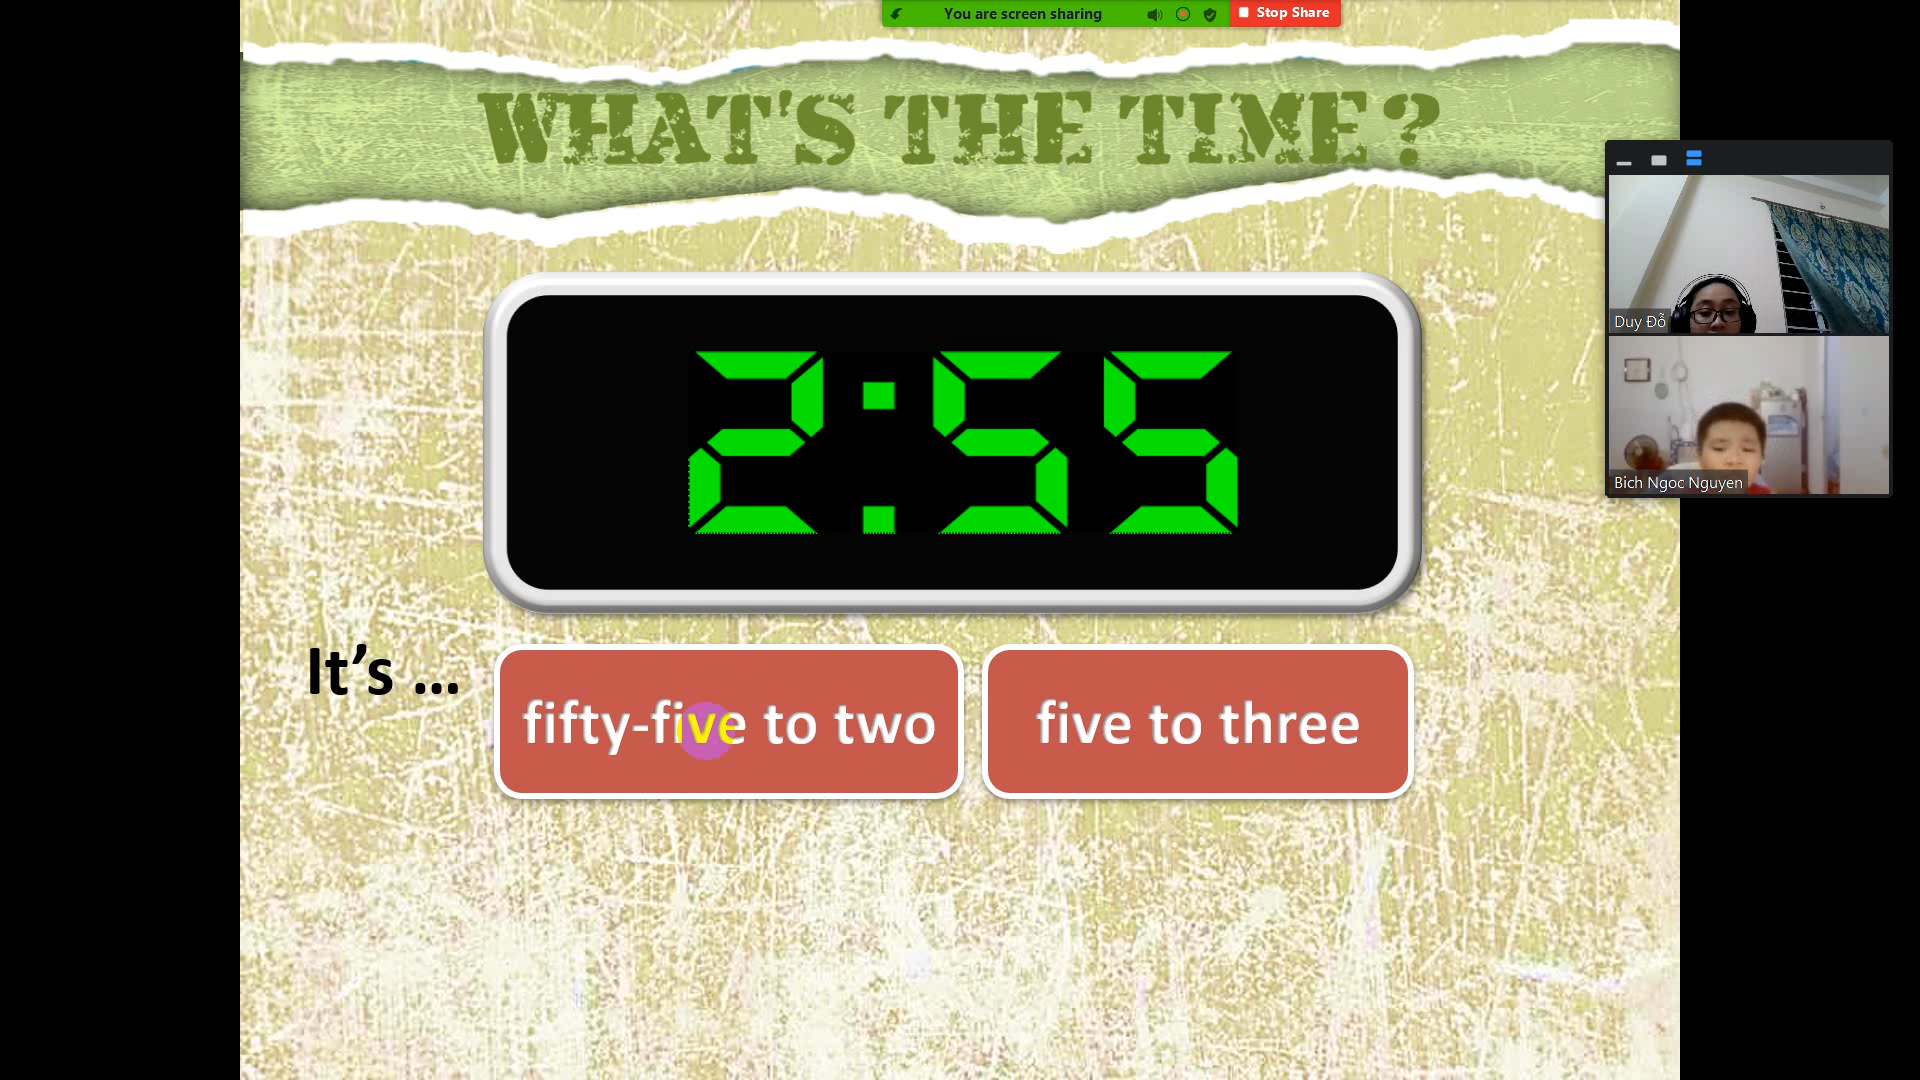 You are screen sharing
Stop Share
WHAT'S THE TIME?
2:55
It’s ...
fifty-five to two
five to three
Duy Đỗ
Bich Ngoc Nguyen